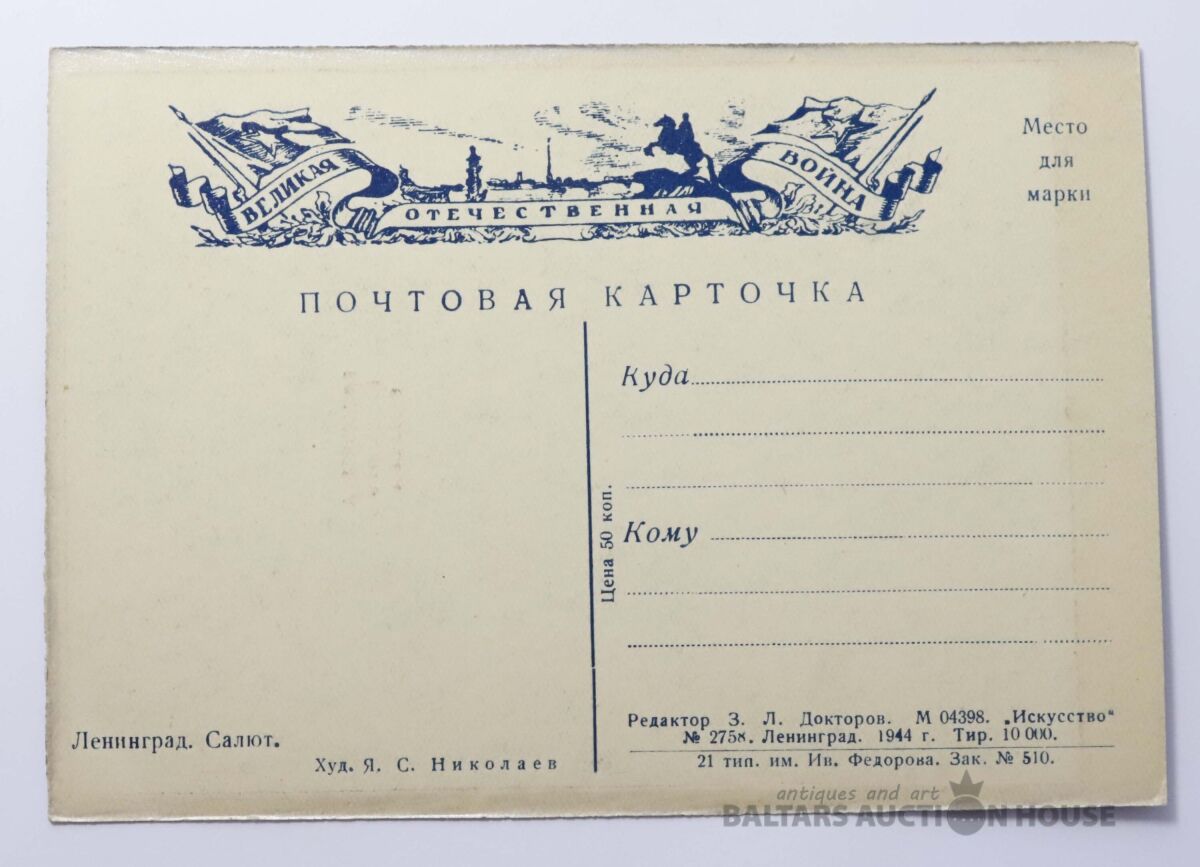 ВЕЛИКАЯ
ОТЕЧЕСТВЕННАЯ
ВОЙНА
Место
для
марки
ПОЧТОВАЯ КАРТОЧКА
Куда
Кому
Цена 50 коп.
Ленинград. Салют.
Худ. Я. С. Николаев
Редактор З. Л. Докторов. М 04398. „Искусство“
№ 2758. Ленинград. 1944 г. Тир. 10 000.
21 тип. им. Ив. Федорова. Зак. № 510.
antiques and art
BALTARS AUCTION HOUSE